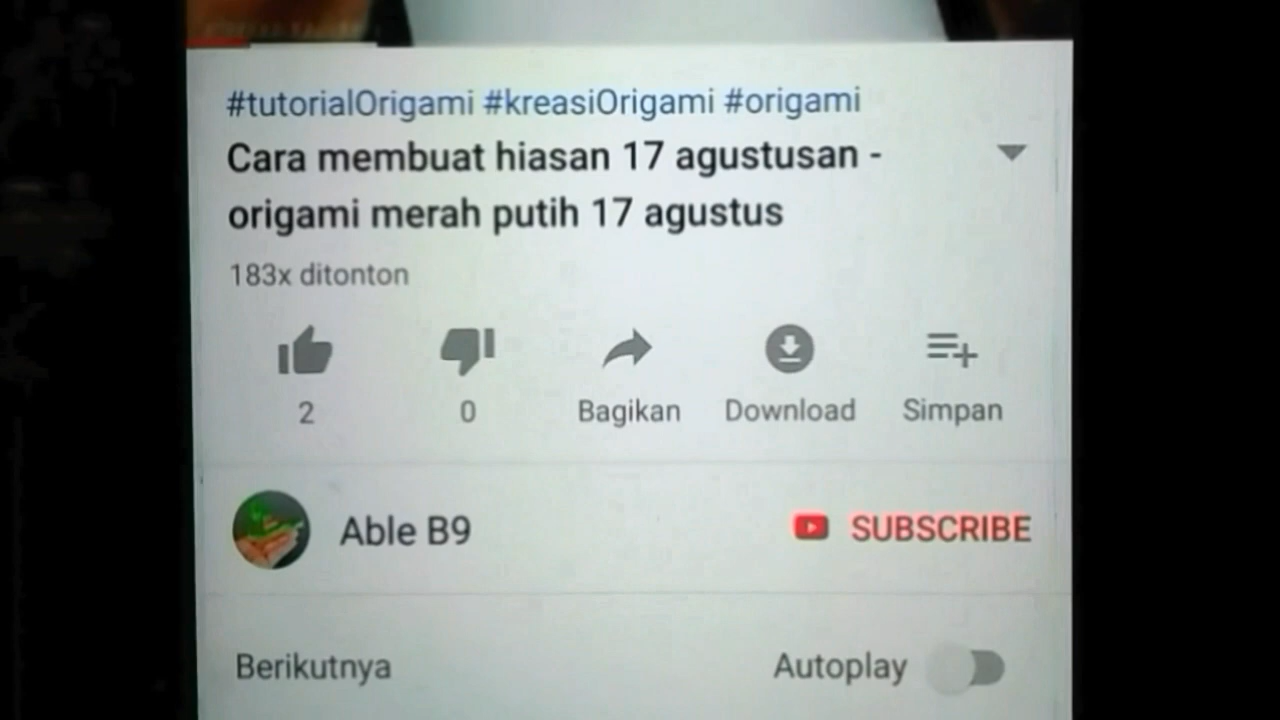 #tutorialOrigami #kreasiOrigami #origami
Cara membuat hiasan 17 agustusan -
origami merah putih 17 agustus
183x ditonton
2
0
Bagikan
Download
Simpan
Able B9
SUBSCRIBE
Berikutnya
Autoplay